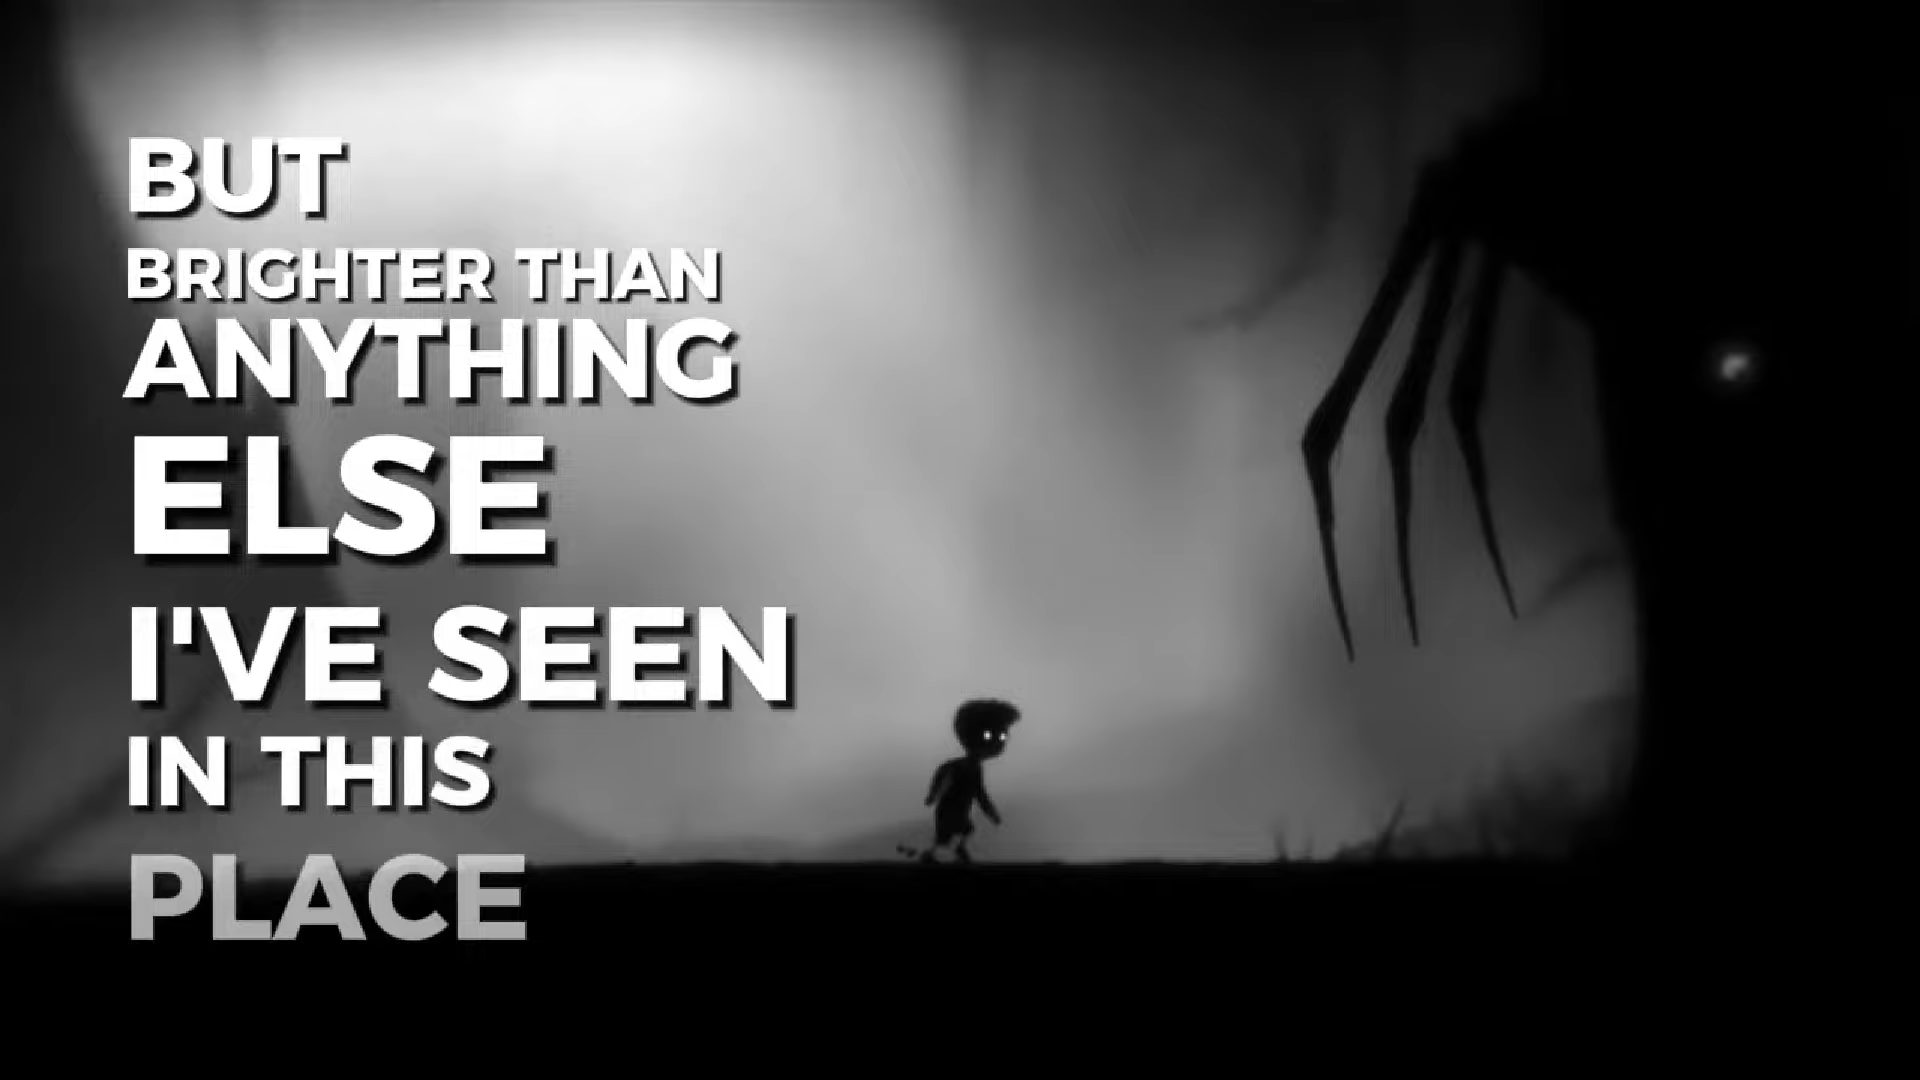 BUT
BRIGHTER THAN
ANYTHING
ELSE
I'VE SEEN
IN THIS
PLACE